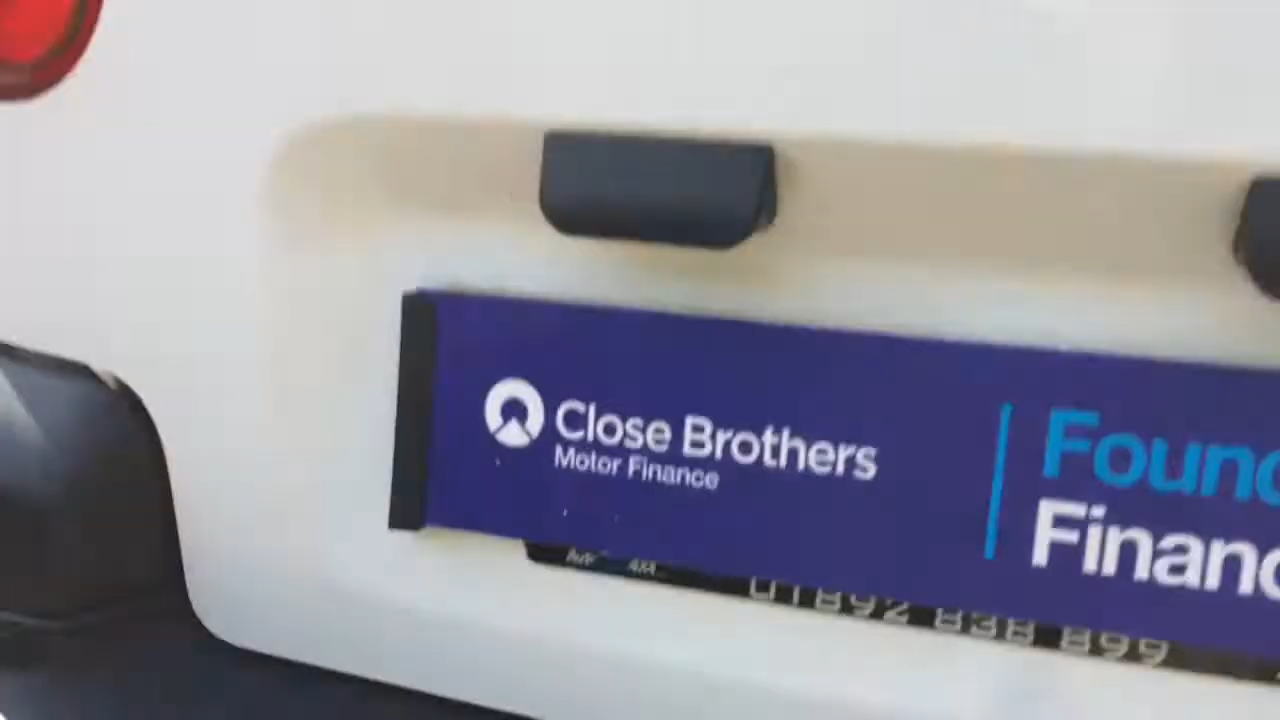 Close Brothers
Motor Finance
Foun
Financ
01892 838 899